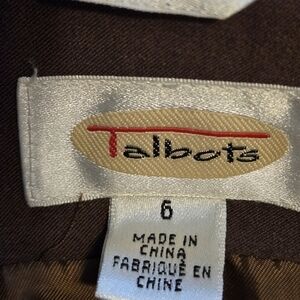 Talbots
6
MADE IN
CHINA
FABRIQUÉ EN
CHINE